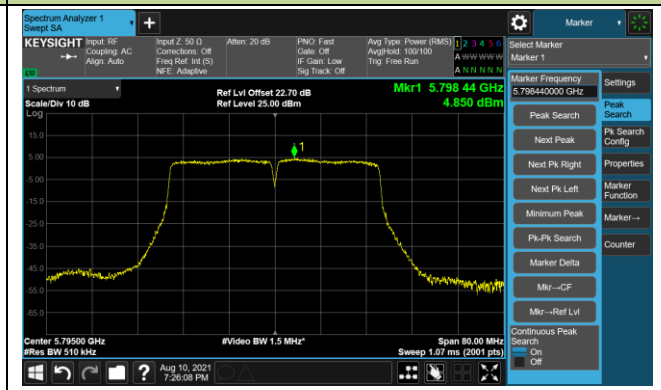 Spectrum Analyzer 1
Swept SA
+
Marker
KEYSIGHT
Input: RF
Coupling: AC
Align: Auto
Input Z: 50 Ω
Corrections: Off
Freq Ref: Int (S)
NFE: Adaptive
Atten: 20 dB
PNO: Fast
Gate: Off
IF Gain: Low
Sig Track: Off
Avg Type: Power (RMS)
Avg|Hold: 100/100
Trig: Free Run
1 2 3 4 5 6
A W W W W W
A N N N N N
LXI
Select Marker
Marker 1
1 Spectrum
Scale/Div 10 dB
Log
Ref Lvl Offset 22.70 dB
Ref Level 25.00 dBm
Mkr1 5.798 44 GHz
4.850 dBm
15.0
5.00
-5.00
-15.0
-25.0
-35.0
-45.0
-55.0
-65.0
1
Center 5.79500 GHz
#Res BW 510 kHz
#Video BW 1.5 MHz*
Span 80.00 MHz
Sweep 1.07 ms (2001 pts)
Marker Frequency
5.798440000 GHz
Peak Search
Next Peak
Next Pk Right
Next Pk Left
Minimum Peak
Pk-Pk Search
Marker Delta
Mkr→CF
Mkr→Ref Lvl
Continuous Peak
Search
On
Off
Settings
Peak
Search
Pk Search
Config
Properties
Marker
Function
Marker→
Counter
?
Aug 10, 2021
7:26:08 PM